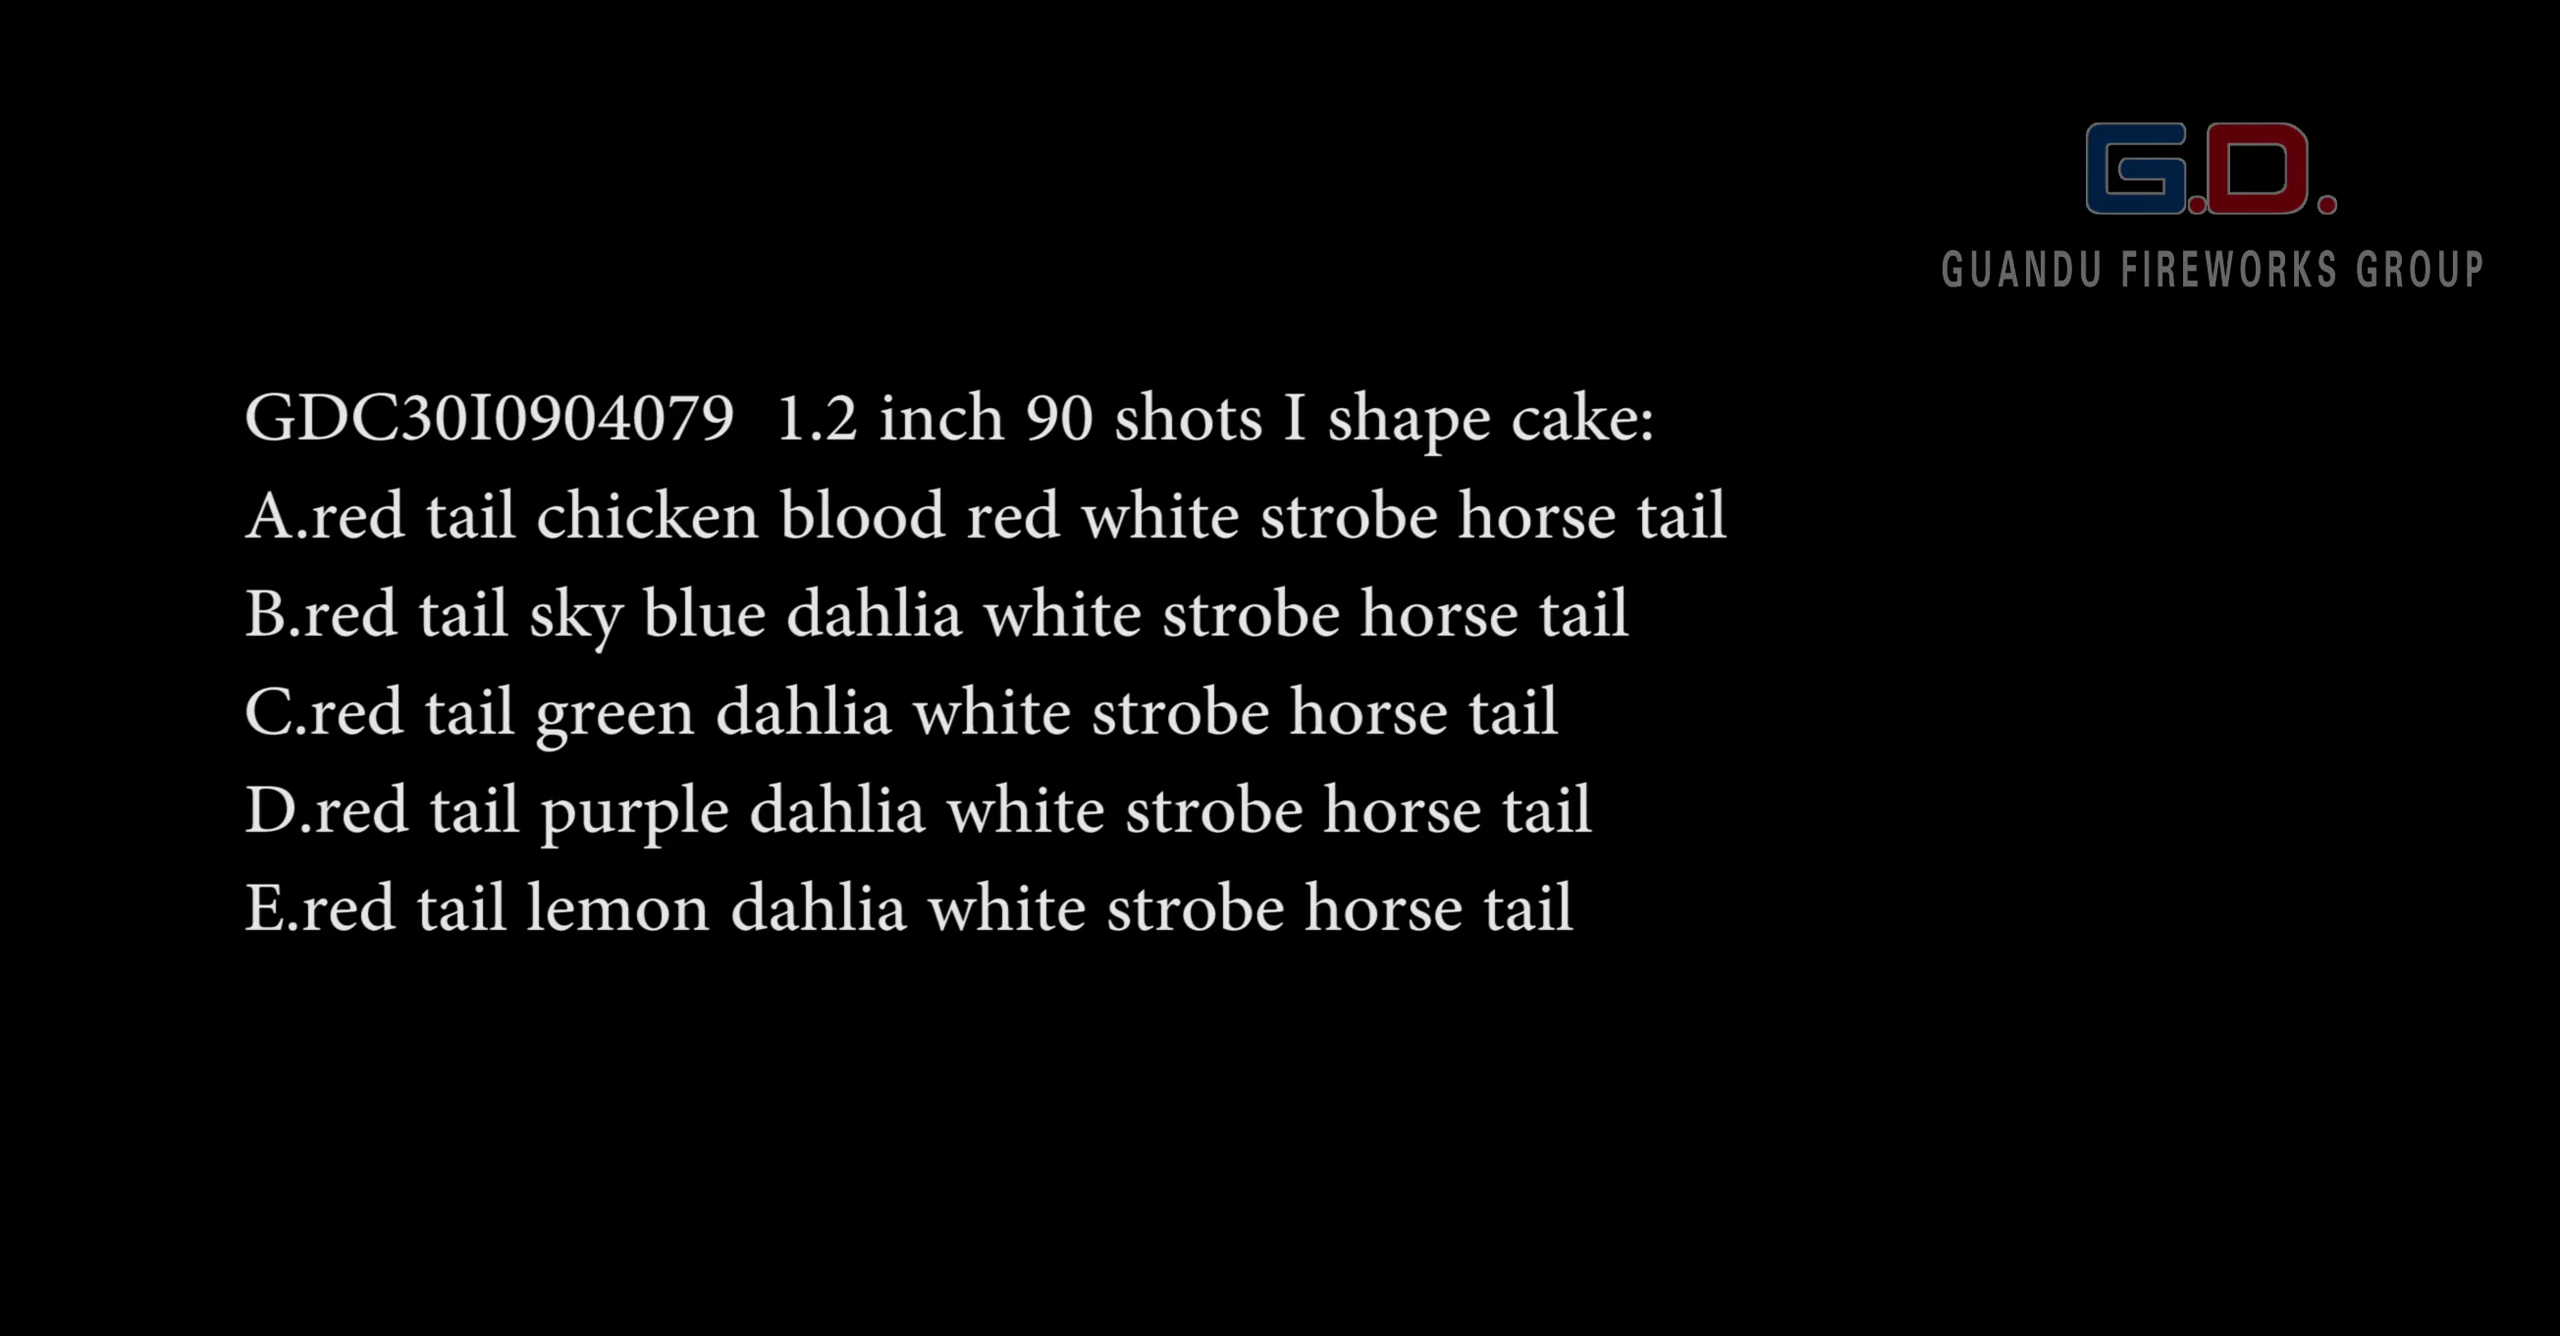 G.D.
GUANDU FIREWORKS GROUP
GDC30I0904079  1.2 inch 90 shots I shape cake:
A.red tail chicken blood red white strobe horse tail
B.red tail sky blue dahlia white strobe horse tail
C.red tail green dahlia white strobe horse tail
D.red tail purple dahlia white strobe horse tail
E.red tail lemon dahlia white strobe horse tail